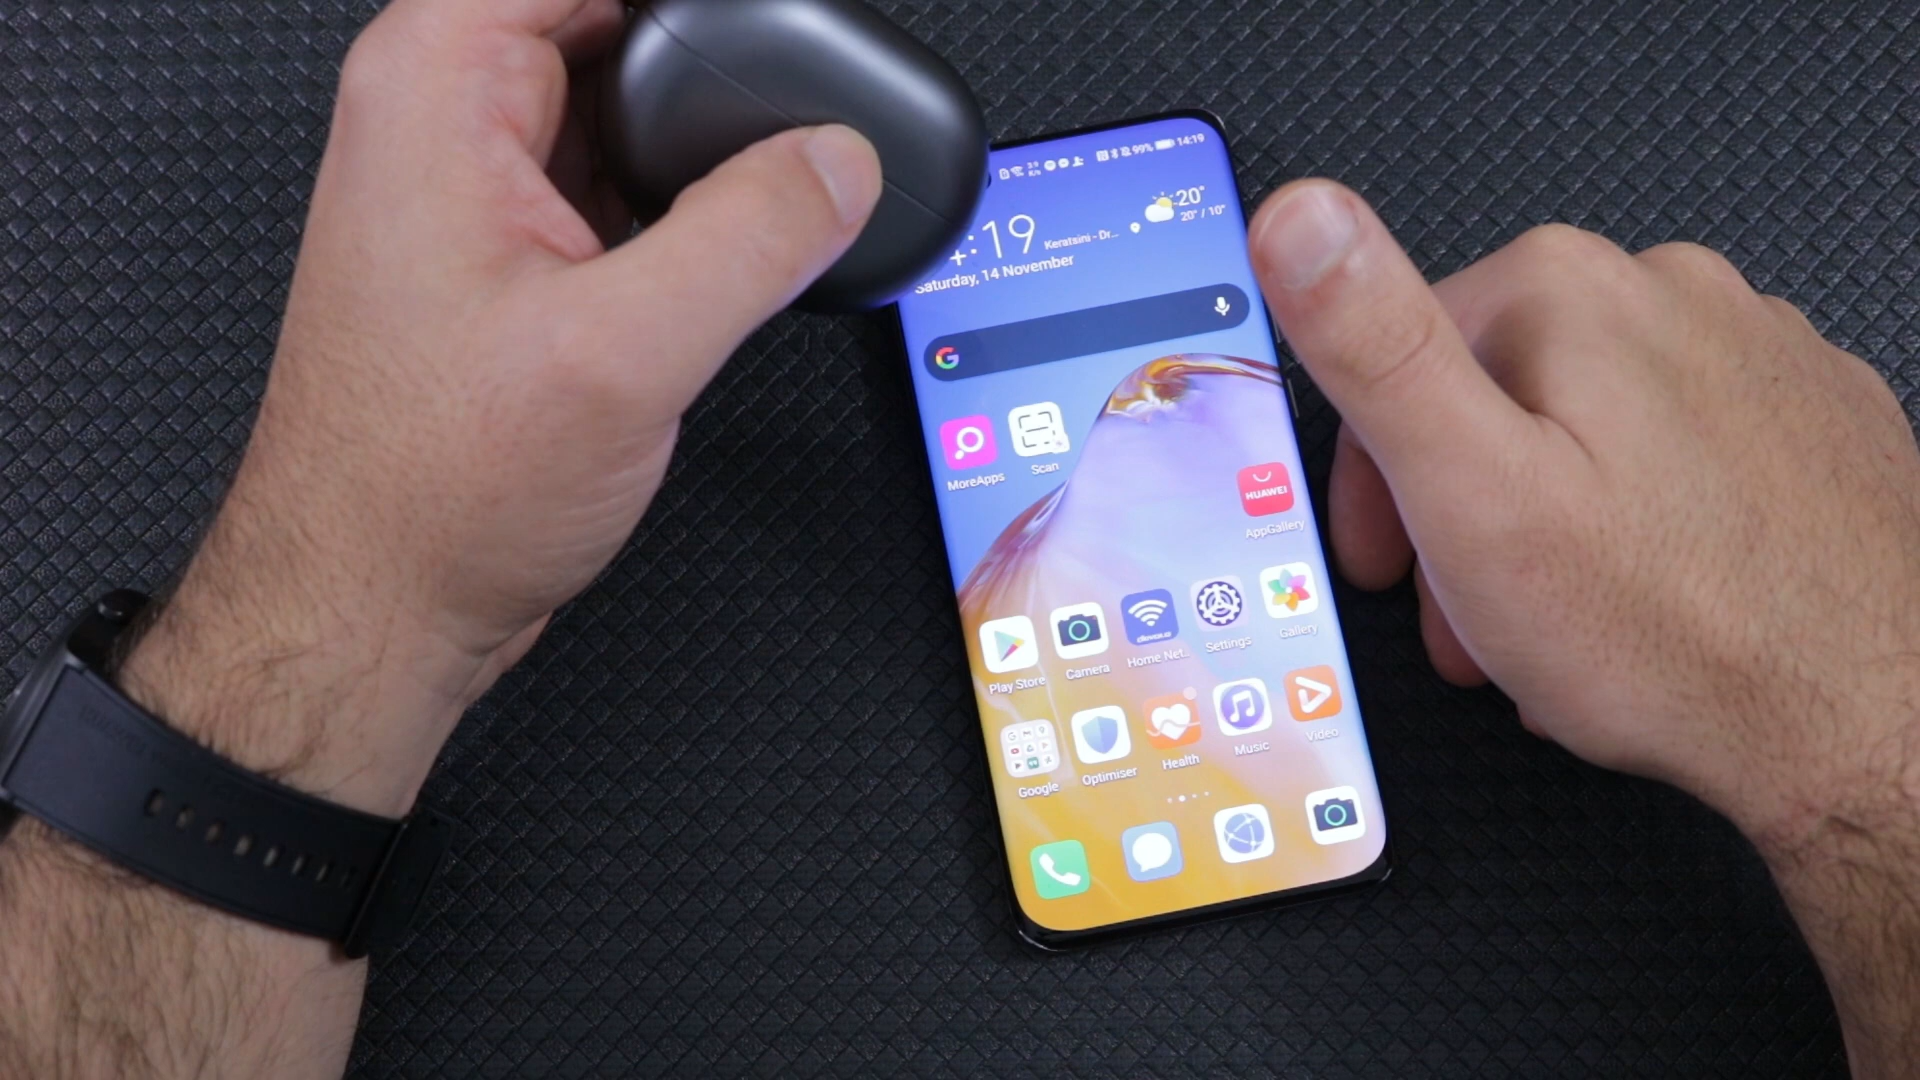 99% 14:19
:19 Keratsini - Dr...
20°
20° / 10°
Saturday, 14 November
G
MoreApps
Scan
HUAWEI
AppGallery
Play Store
Camera
Home Net...
Settings
Gallery
Google
Optimiser
Health
Music
Video